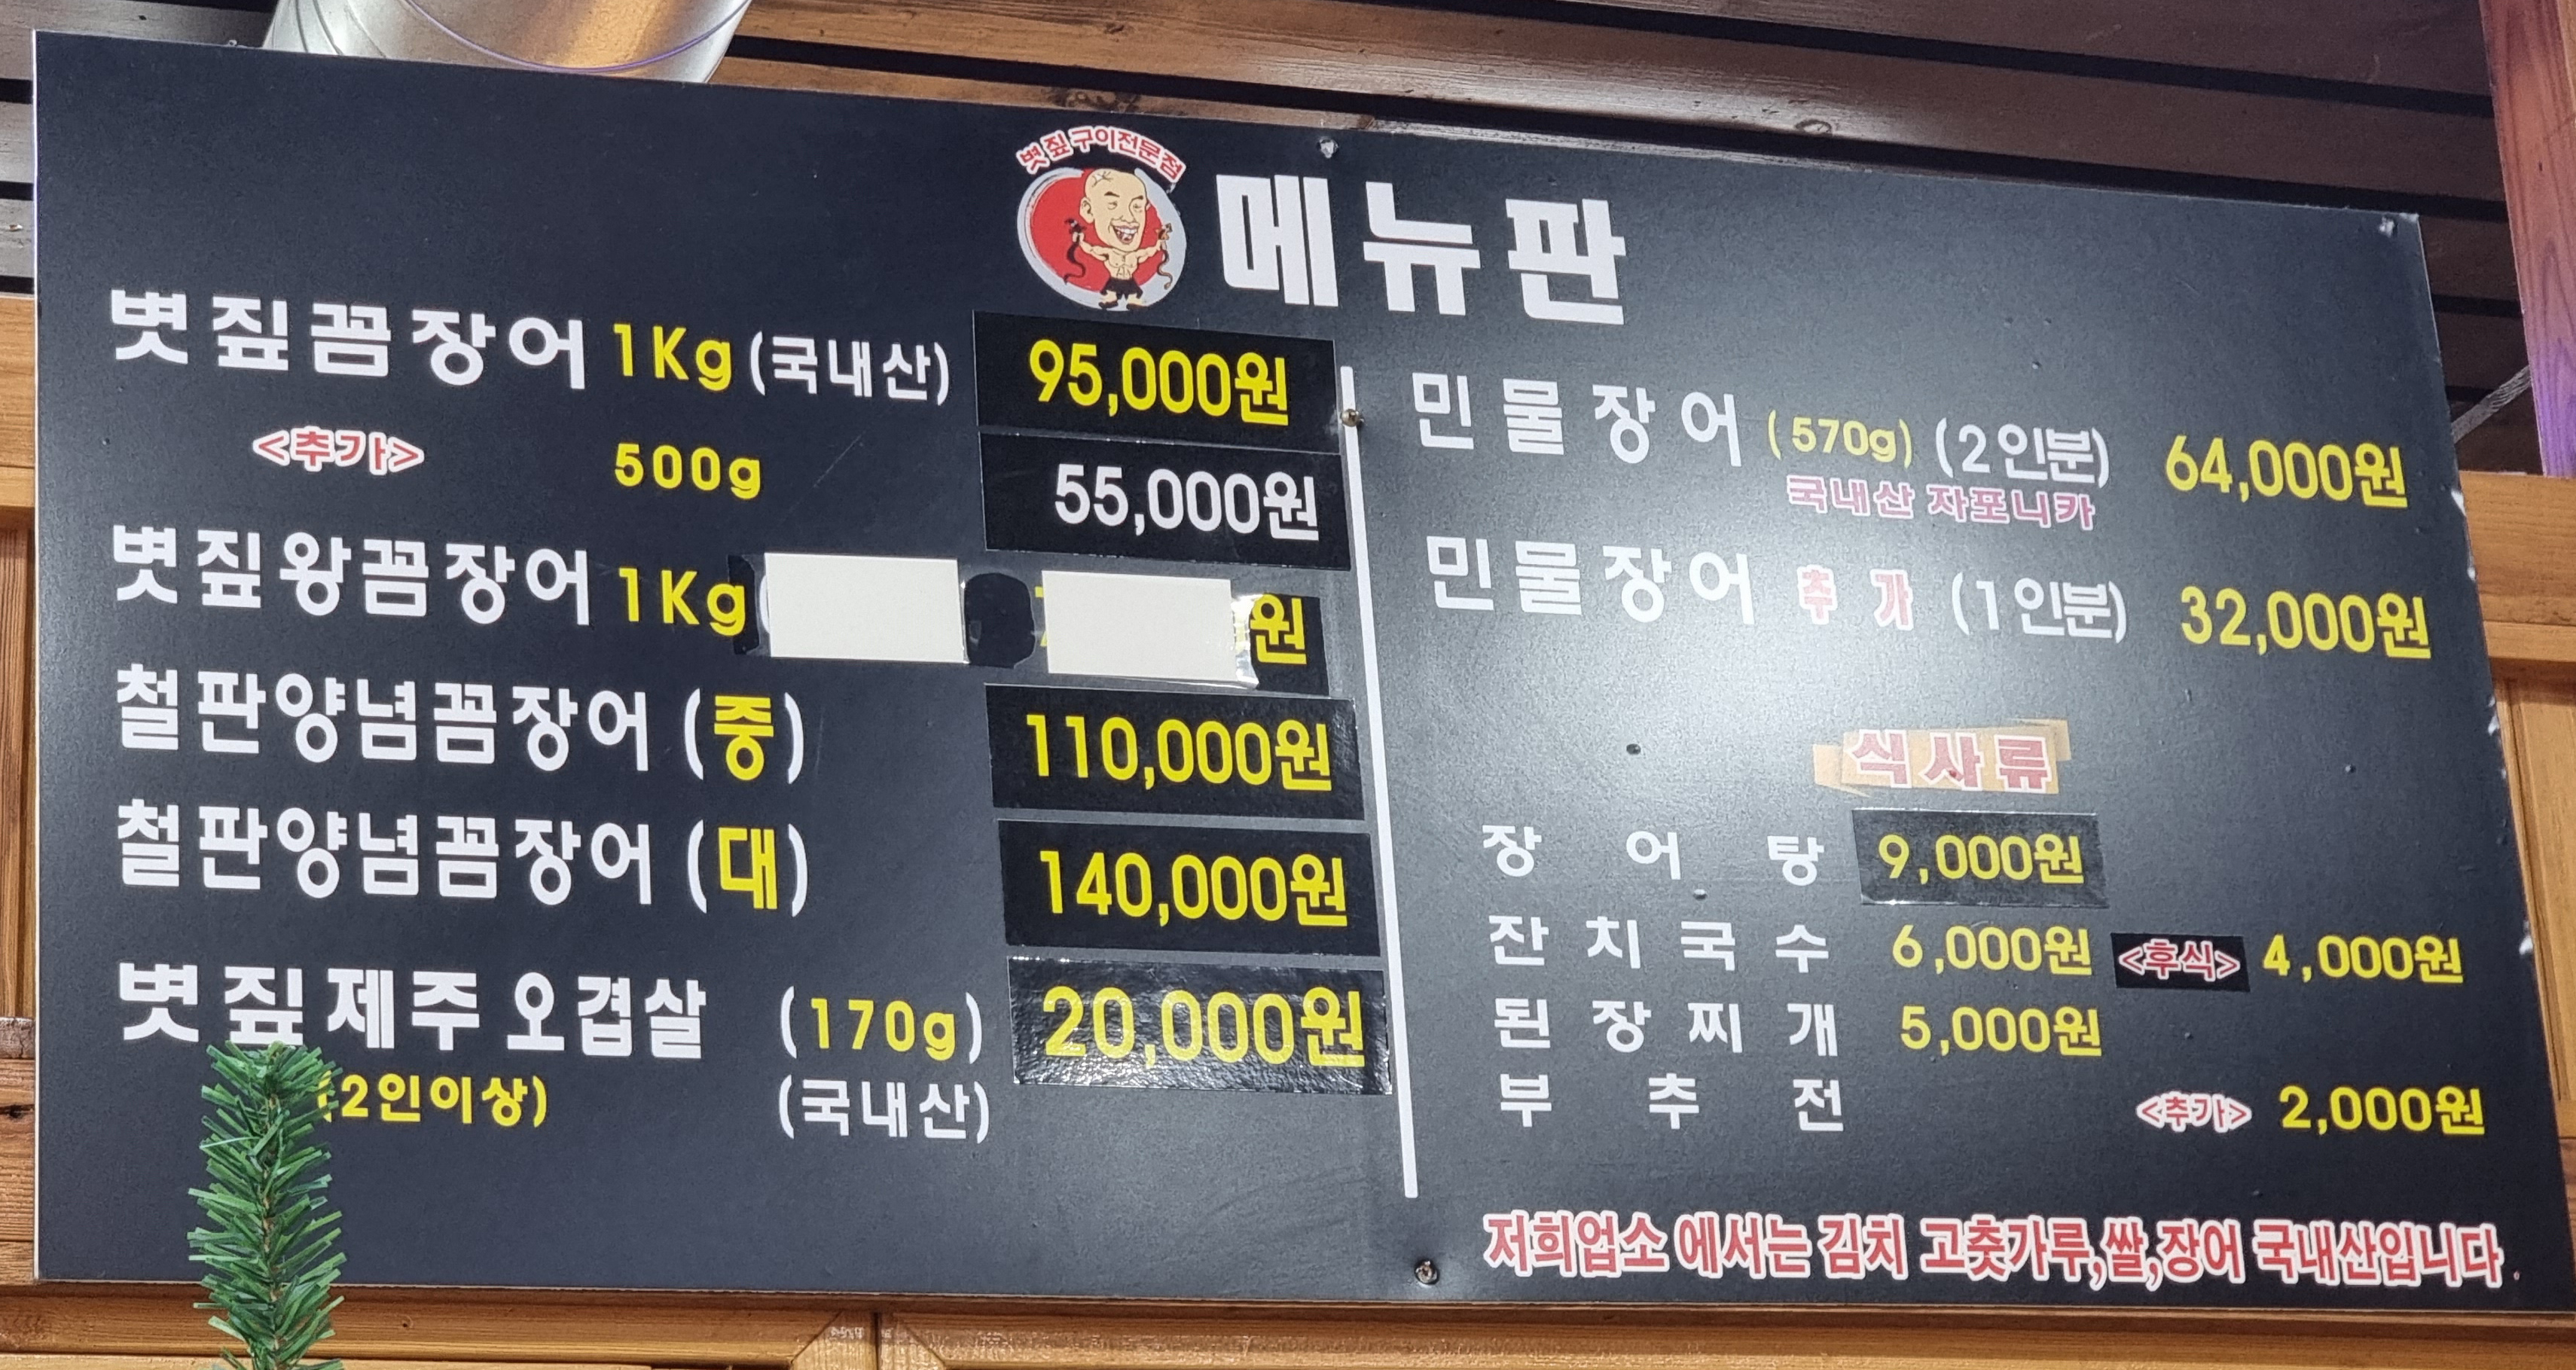 볏짚구이전문점
메뉴판
볏짚꼼장어 1Kg (국내산) 95,000원
<추가> 500g 55,000원
볏짚왕꼼장어 1Kg 원
철판양념꼼장어 (중) 110,000원
철판양념꼼장어 (대) 140,000원
볏짚제주 오겹살 (170g) 20,000원
(2인이상) (국내산)
민물장어 (570g) (2인분) 64,000원
국내산 자포니카
민물장어 추가 (1인분) 32,000원
식사류
장어탕 9,000원
잔치국수 6,000원 <후식> 4,000원
된장찌개 5,000원
부추전 <추가> 2,000원
저희업소 에서는 김치 고춧가루,쌀,장어 국내산입니다.